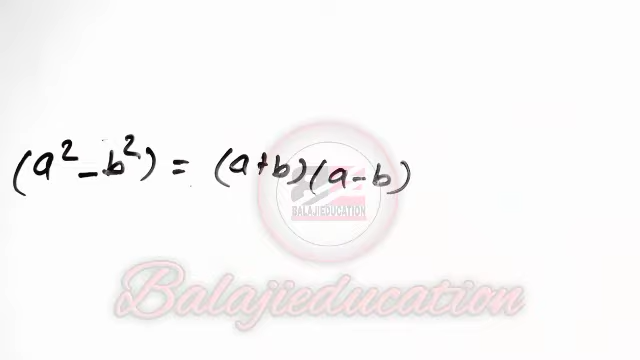 (a² - b²) = (a+b)(a-b)
BALAJIEDUCATION
Balajieducation